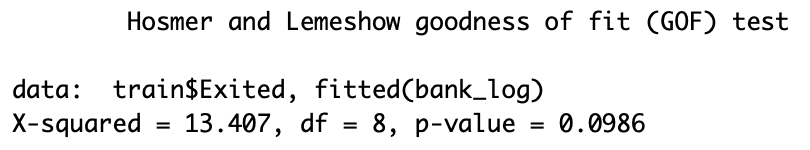 Hosmer and Lemeshow goodness of fit (GOF) test
data:  train$Exited, fitted(bank_log)
X-squared = 13.407, df = 8, p-value = 0.0986